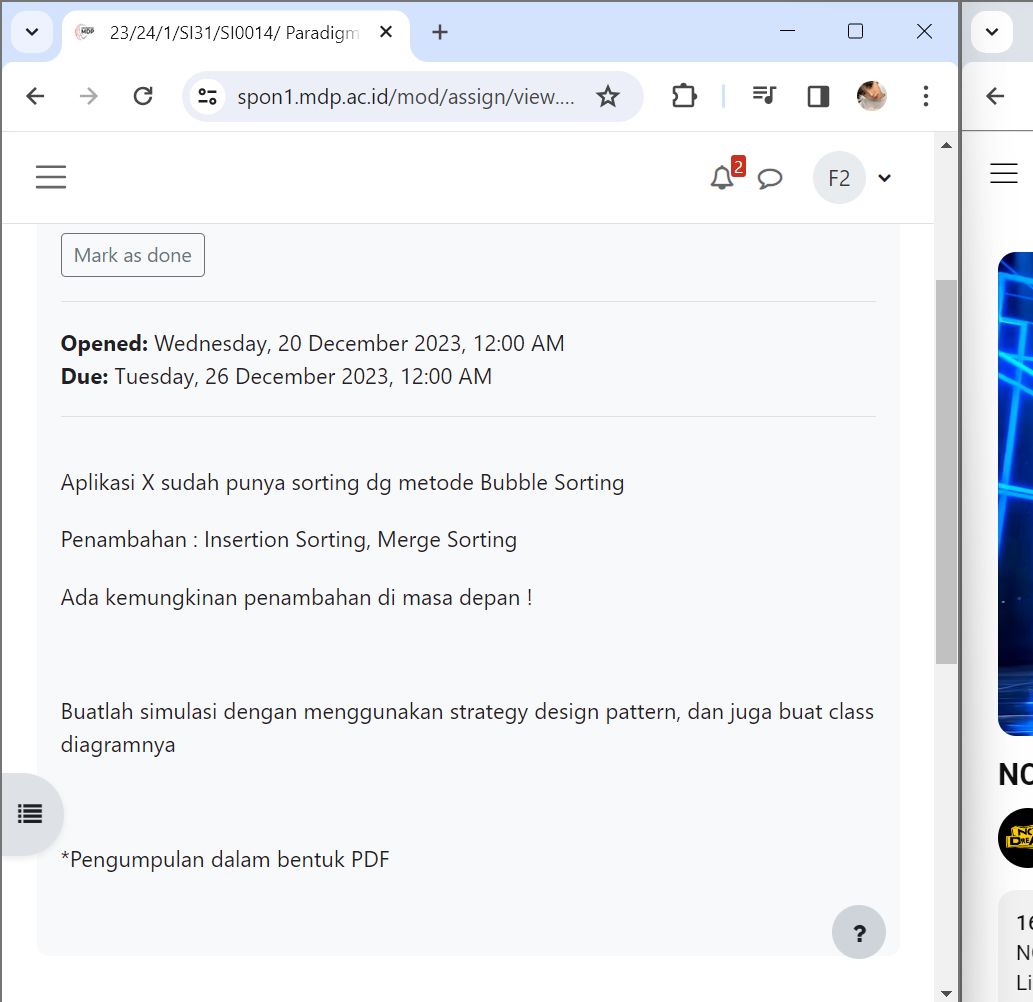 23/24/1/SI31/SI0014/ Paradigm
spon1.mdp.ac.id/mod/assign/view....
2
F2
Mark as done
Opened: Wednesday, 20 December 2023, 12:00 AM
Due: Tuesday, 26 December 2023, 12:00 AM
Aplikasi X sudah punya sorting dg metode Bubble Sorting
Penambahan : Insertion Sorting, Merge Sorting
Ada kemungkinan penambahan di masa depan !
Buatlah simulasi dengan menggunakan strategy design pattern, dan juga buat class
diagramnya
*Pengumpulan dalam bentuk PDF
?